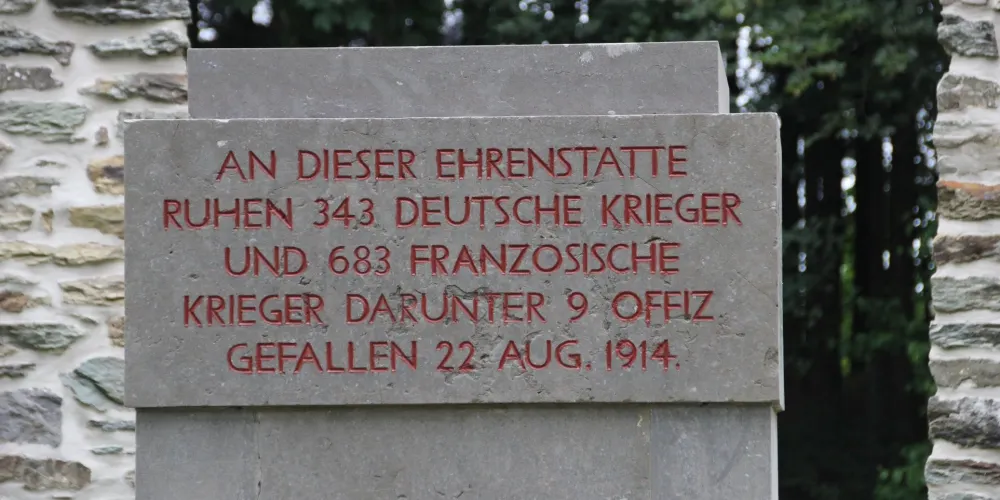 AN DIESER EHRENSTATTE
RUHEN 343 DEUTSCHE KRIEGER
UND 683 FRANZOSISCHE
KRIEGER DARUNTER 9 OFFIZ
GEFALLEN 22 AUG. 1914.